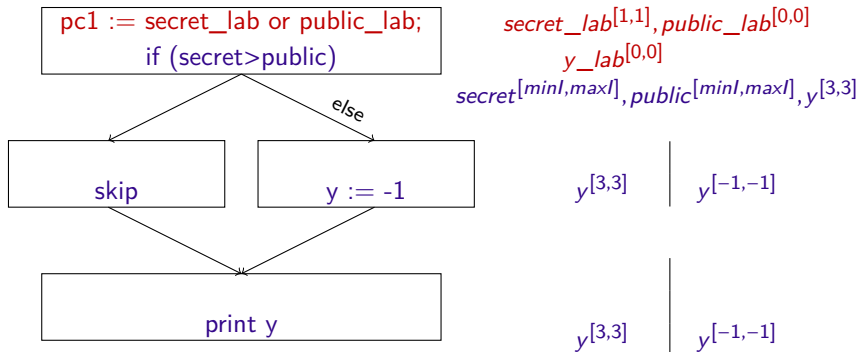 pc1 := secret_lab or public_lab;
if (secret>public)
secret_lab[1,1], public_lab[0,0]
y_lab[0,0]
secret[minI,maxI], public[minI,maxI], y[3,3]
else
skip
y := -1
y[3,3]
y[−1,−1]
print y
y[3,3]
y[−1,−1]